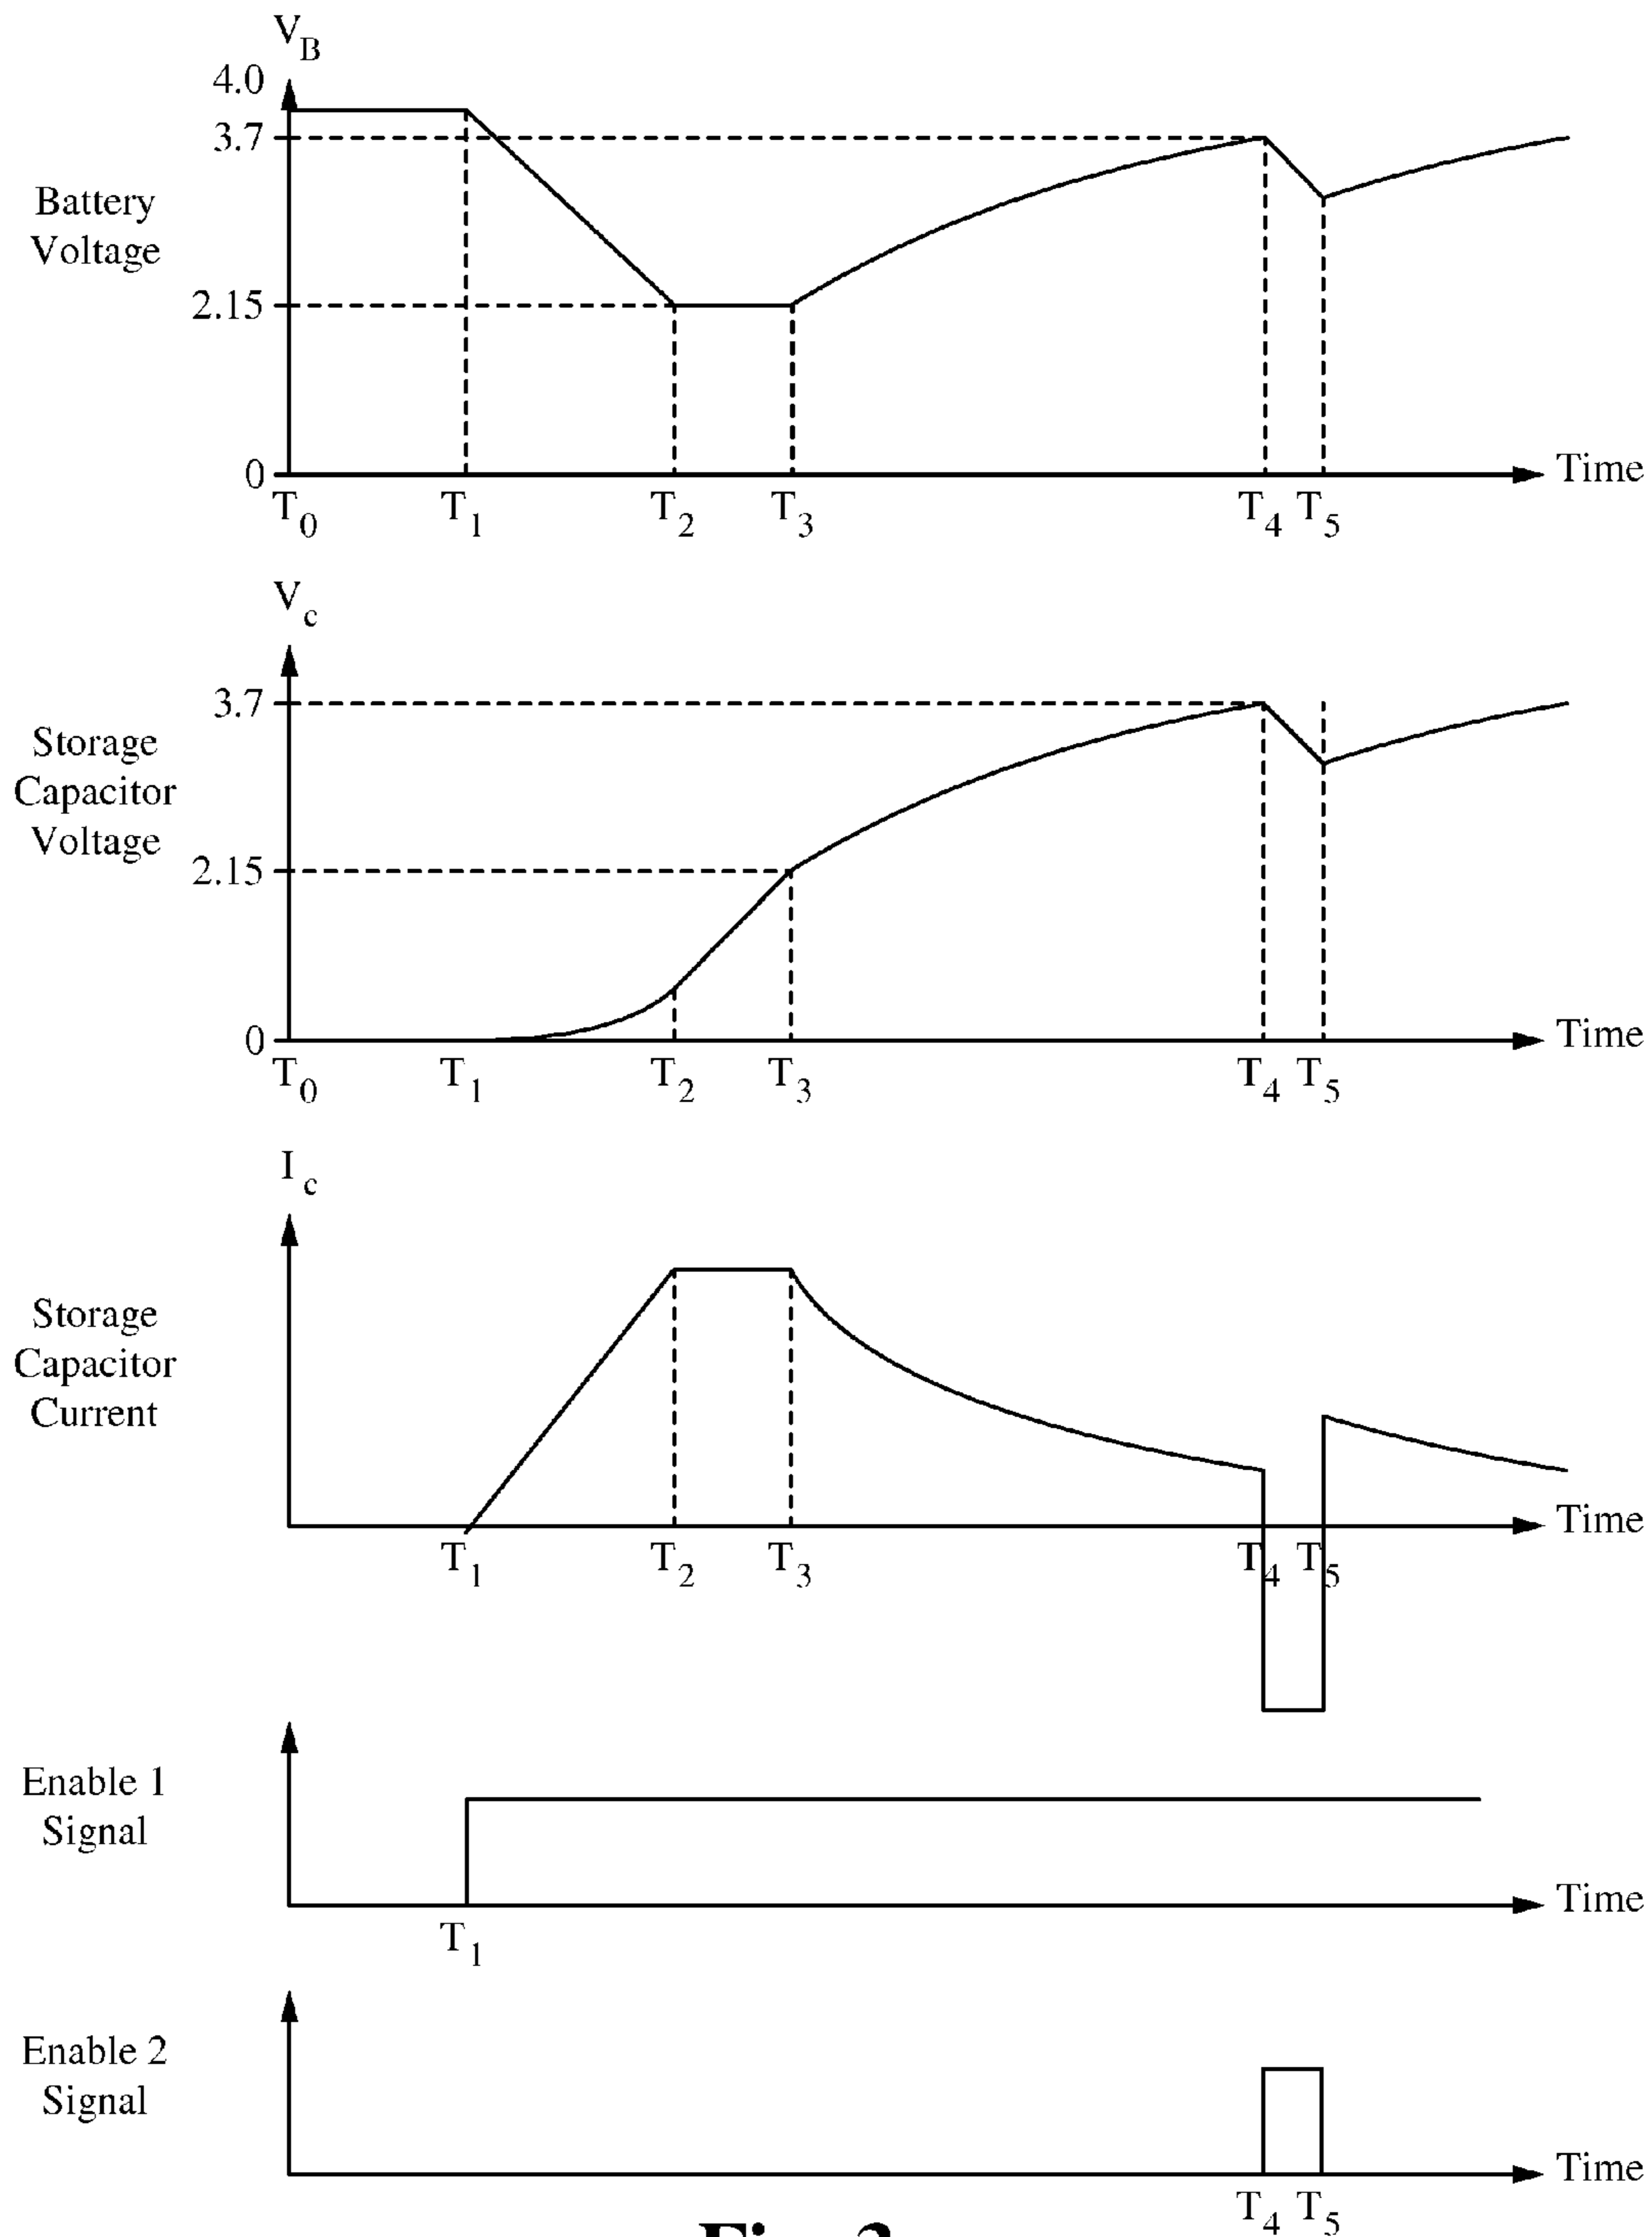 V_B
4.0
3.7
Battery
Voltage
2.15
0
Time
T_0 T_1 T_2 T_3 T_4 T_5
V_c
3.7
Storage
Capacitor
Voltage
2.15
0
Time
T_0 T_1 T_2 T_3 T_4 T_5
I_c
Storage
Capacitor
Current
Time
T_1 T_2 T_3 T_4 T_5
Enable 1
Signal
Time
T_1
Enable 2
Signal
Time
T_4 T_5